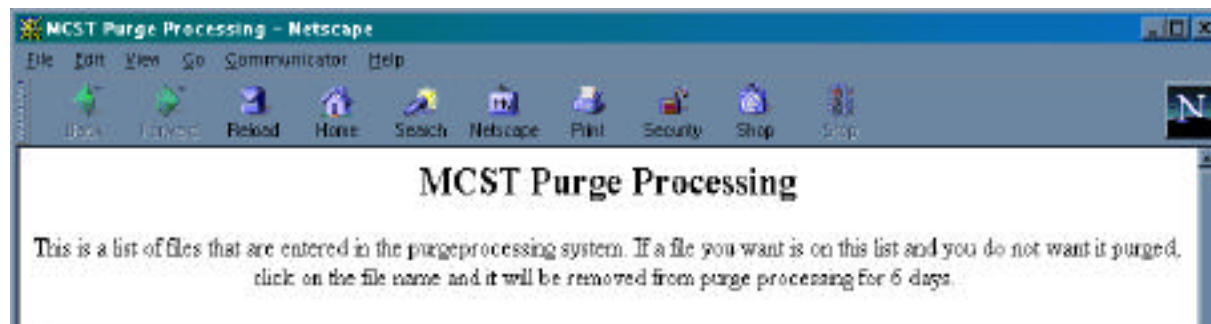 MCST Purge Processing - Netscape
File Edit View Go Communicator Help
Back Forward Reload Home Search Netscape Print Security Shop Stop
N
MCST Purge Processing
This is a list of files that are entered in the purgeprocessing system. If a file you want is on this list and you do not want it purged,
click on the file name and it will be removed from purge processing for 6 days.